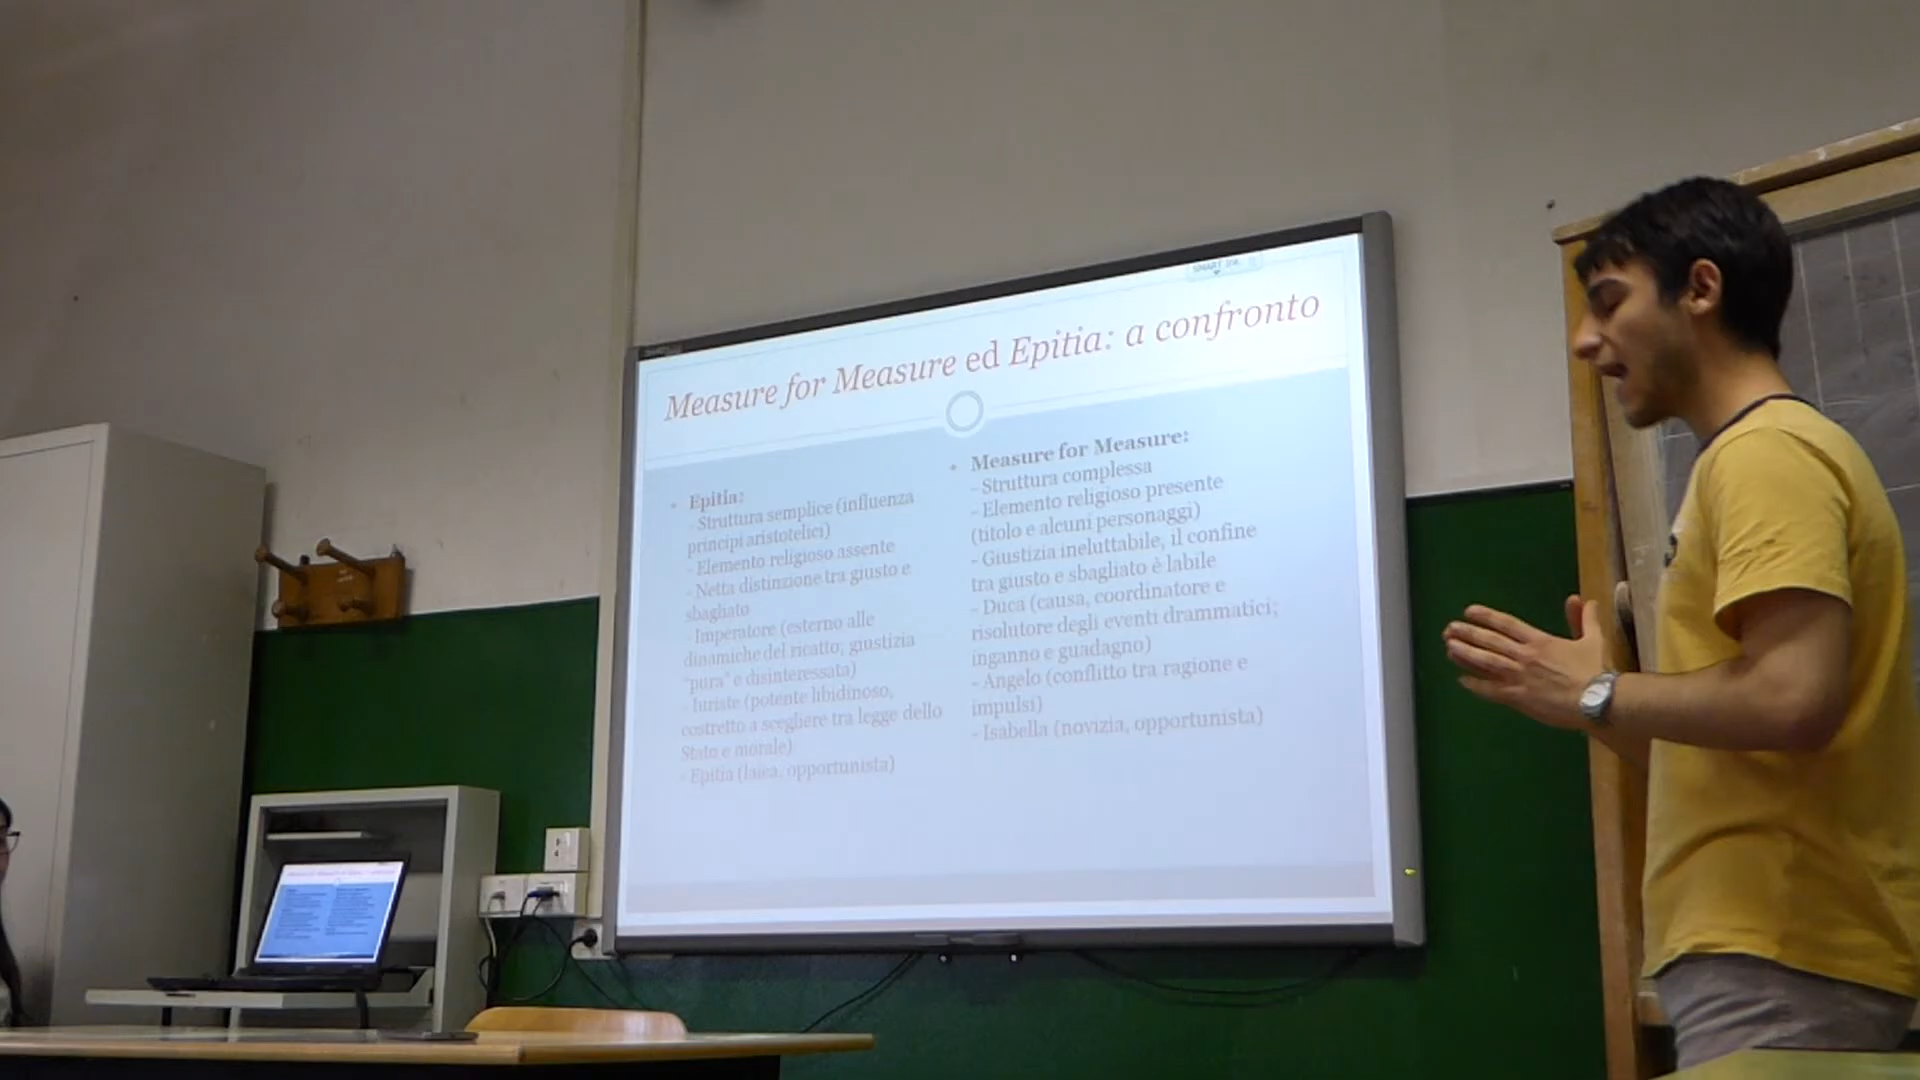 SMART Ink
Measure for Measure ed Epitia: a confronto
• Epitia:
- Struttura semplice (influenza
principi aristotelici)
- Elemento religioso assente
- Netta distinzione tra giusto e
sbagliato
- Imperatore (esterno alle
dinamiche del ricatto; giustizia
"pura" e disinteressata)
- Iuriste (potente libidinoso,
costretto a scegliere tra legge dello
Stato e morale)
- Epitia (laica, opportunista)
• Measure for Measure:
- Struttura complessa
- Elemento religioso presente
(titolo e alcuni personaggi)
- Giustizia ineluttabile, il confine
tra giusto e sbagliato è labile
- Duca (causa, coordinatore e
risolutore degli eventi drammatici;
inganno e guadagno)
- Angelo (conflitto tra ragione e
impulsi)
- Isabella (novizia, opportunista)